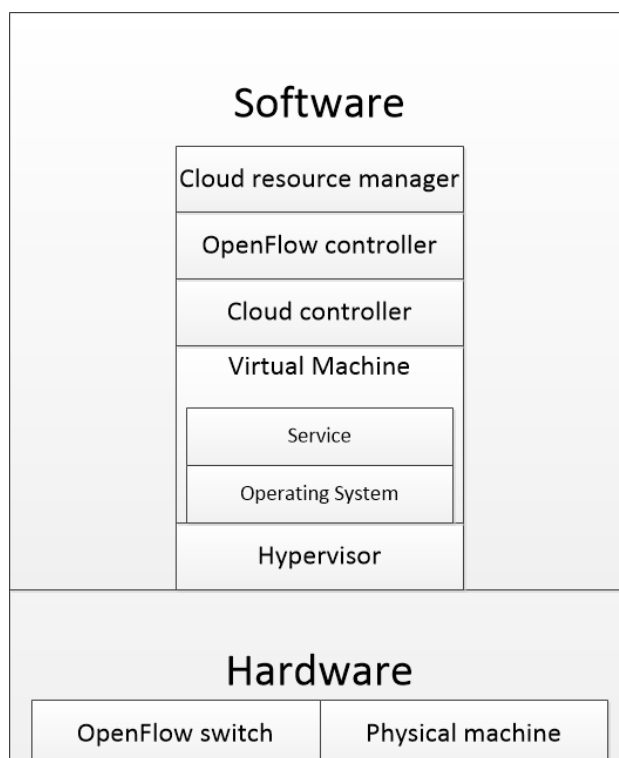 Software
Cloud resource manager
OpenFlow controller
Cloud controller
Virtual Machine
Service
Operating System
Hypervisor
Hardware
OpenFlow switch
Physical machine